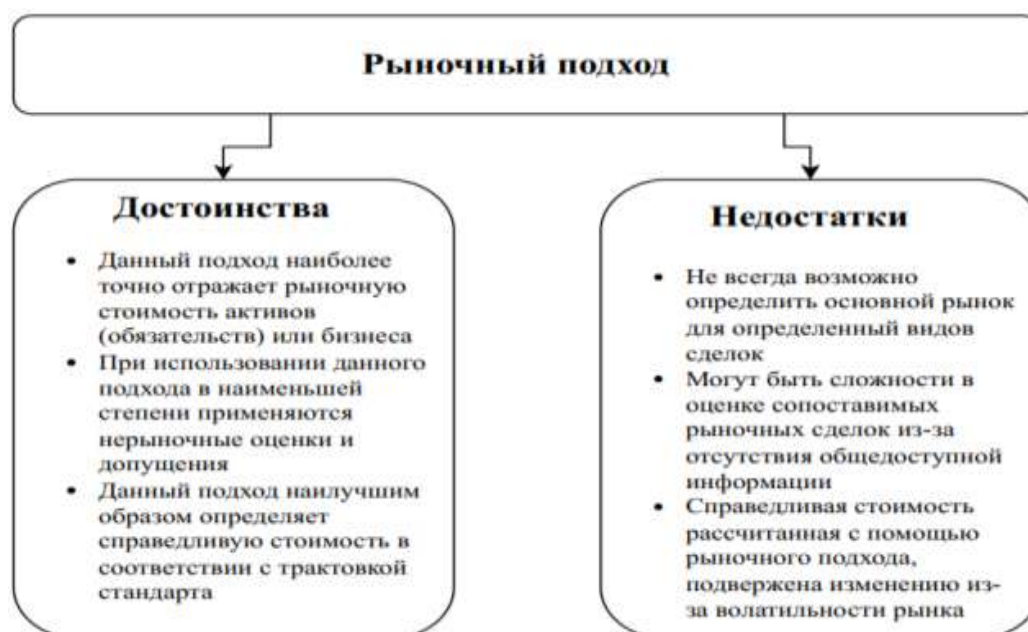 Рыночный подход
Достоинства
• Данный подход наиболее
точно отражает рыночную
стоимость активов
(обязательств) или бизнеса
• При использовании данного
подхода в наименьшей
степени применяются
нерыночные оценки и
допущения
• Данный подход наилучшим
образом определяет
справедливую стоимость в
соответствии с трактовкой
стандарта
Недостатки
• Не всегда возможно
определить основной рынок
для определенный видов
сделок
• Могут быть сложности в
оценке сопоставимых
рыночных сделок из-за
отсутствия общедоступной
информации
• Справедливая стоимость
рассчитанная с помощью
рыночного подхода,
подвержена изменению из-
за волатильности рынка